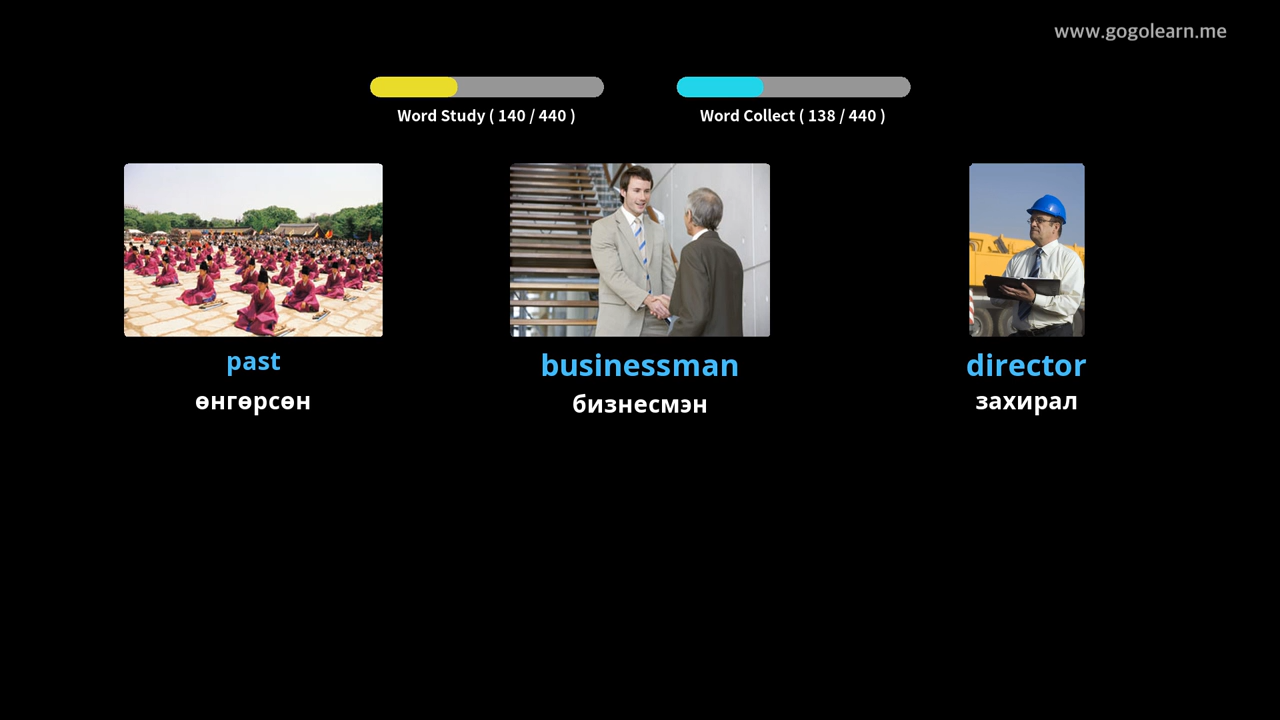 www.gogolearn.me
Word Study ( 140 / 440 )
Word Collect ( 138 / 440 )
past
өнгөрсөн
businessman
бизнесмэн
director
захирал